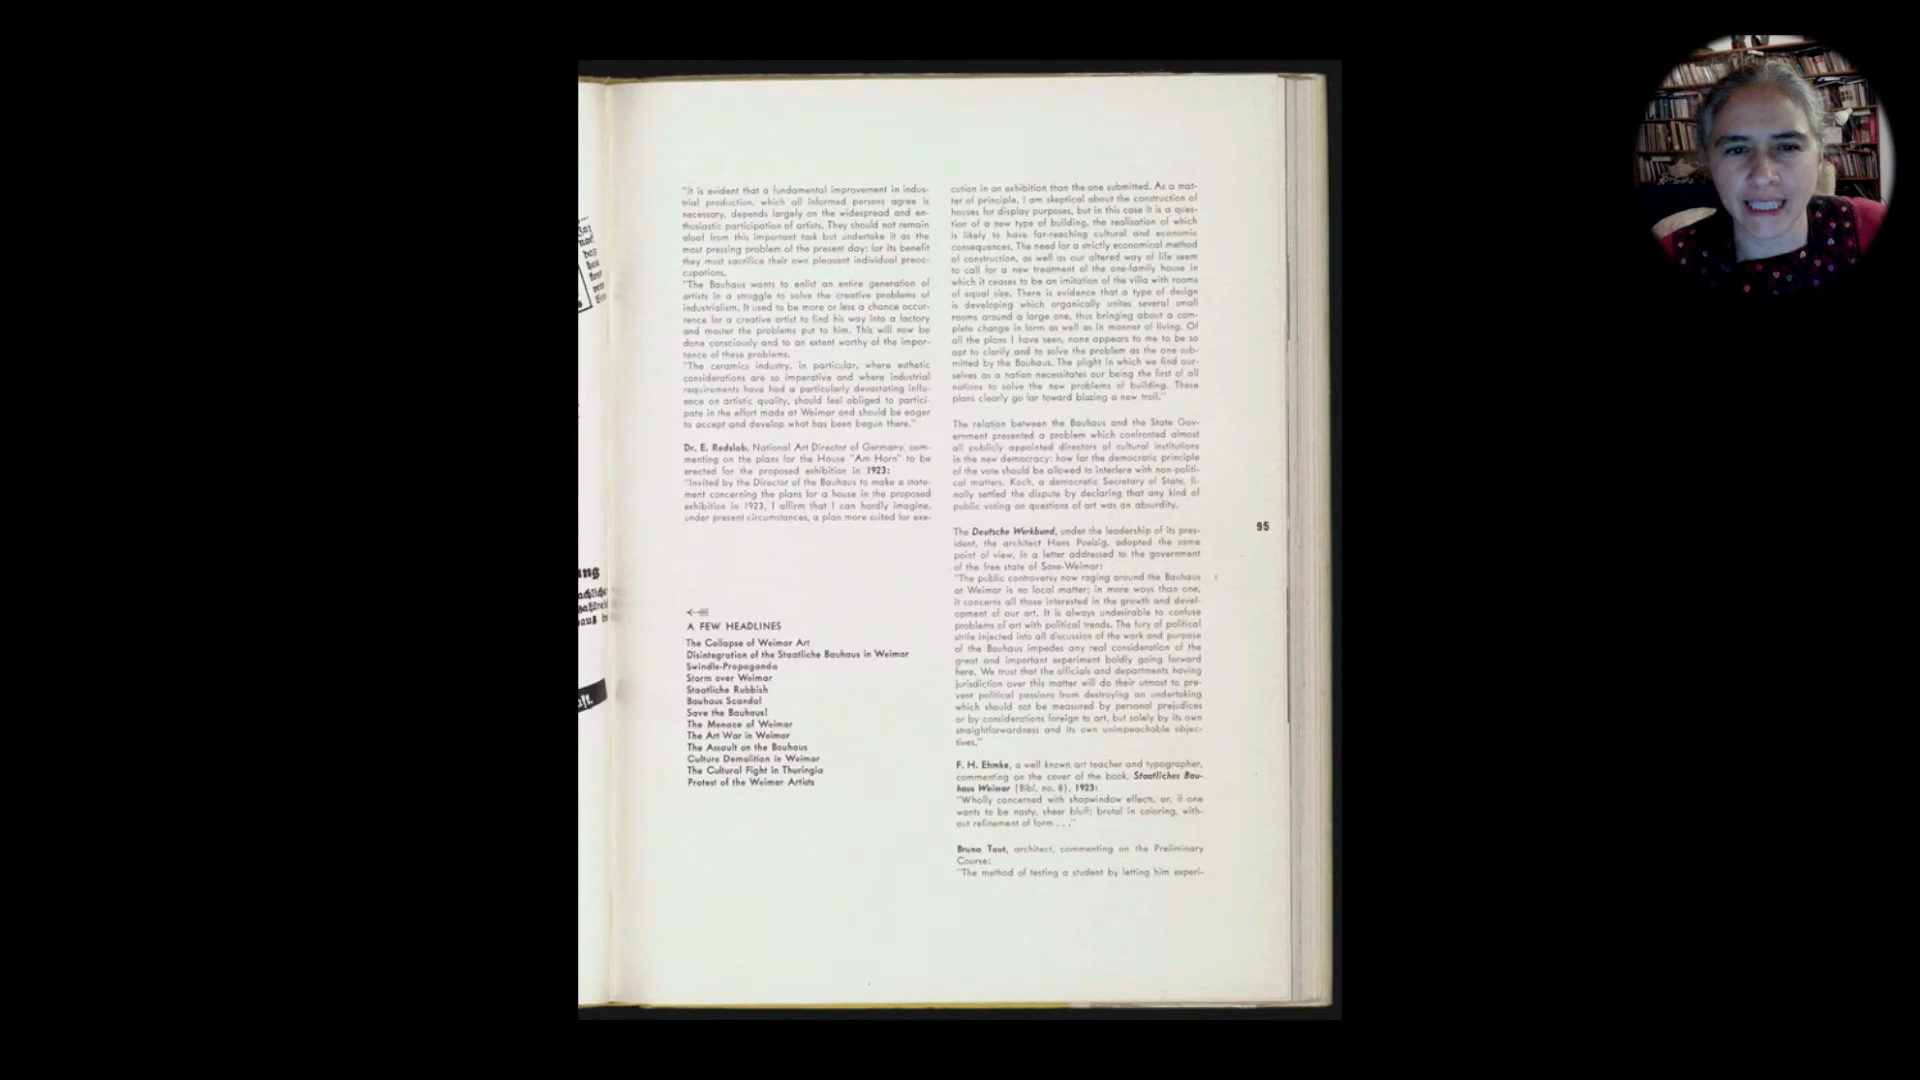 "It is evident that a fundamental improvement in indus-
trial production, which all informed persons agree is
necessary, depends largely on the widespread and en-
thusiastic participation of artists. They should not remain
aloof from this important task but undertake it as the
most pressing problem of the present day; for its benefit
they must sacrifice their own pleasant individual preoc-
cupations.
"The Bauhaus wants to enlist an entire generation of
artists in a struggle to solve the creative problems of
industrialism. It used to be more or less a chance occur-
rence for a creative artist to find his way into a factory
and master the problems put to him. This will now be
done consciously and to an extent worthy of the impor-
tance of these problems.
"The ceramics industry, in particular, where esthetic
considerations are so imperative and where industrial
requirements have had a particularly devastating influ-
ence on artistic quality, should feel obliged to partici-
pate in the effort made at Weimar and should be eager
to accept and develop what has been begun there."
Dr. E. Redslob, National Art Director of Germany, com-
menting on the plans for the House "Am Horn" to be
erected for the proposed exhibition in 1923:
"Invited by the Director of the Bauhaus to make a state-
ment concerning the plans for a house in the proposed
exhibition in 1923, I affirm that I can hardly imagine,
under present circumstances, a plan more suited for exe-
A FEW HEADLINES
The Collapse of Weimar Art
Disintegration of the Staatliche Bauhaus in Weimar
Swindle-Propaganda
Storm over Weimar
Staatliche Rubbish
Bauhaus Scandal
Save the Bauhaus!
The Menace of Weimar
The Art War in Weimar
The Assault on the Bauhaus
Culture Demolition in Weimar
The Cultural Fight in Thuringia
Protest of the Weimar Artists
cution in an exhibition than the one submitted. As a mat-
ter of principle, I am skeptical about the construction of
houses for display purposes, but in this case it is a ques-
tion of a new type of building, the realization of which
is likely to have far-reaching cultural and economic
consequences. The need for a strictly economical method
of construction, as well as our altered way of life seem
to call for a new treatment of the one-family house in
which it ceases to be an imitation of the villa with rooms
of equal size. There is evidence that a type of design
is developing which organically unites several small
rooms around a large one, thus bringing about a com-
plete change in form as well as in manner of living. Of
all the plans I have seen, none appears to me to be so
apt to clarify and to solve the problem as the one sub-
mitted by the Bauhaus. The plight in which we find our-
selves as a nation necessitates our being the first of all
nations to solve the new problems of building. These
plans clearly go far toward blazing a new trail."
The relation between the Bauhaus and the State Gov-
ernment presented a problem which confronted almost
all publicly appointed directors of cultural institutions
in the new democracy: how far the democratic principle
of the vote should be allowed to interfere with non-politi-
cal matters. Koch, a democratic Secretary of State, fi-
nally settled the dispute by declaring that any kind of
public voting on questions of art was an absurdity.
The Deutsche Werkbund, under the leadership of its pres-
ident, the architect Hans Poelzig, adopted the same
point of view, in a letter addressed to the government
of the free state of Saxe-Weimar:
"The public controversy now raging around the Bauhaus
at Weimar is no local matter; in more ways than one,
it concerns all those interested in the growth and devel-
opment of our art. It is always undesirable to confuse
problems of art with political trends. The fury of political
strife injected into all discussion of the work and purpose
of the Bauhaus impedes any real consideration of the
great and important experiment boldly going forward
here. We trust that the officials and departments having
jurisdiction over this matter will do their utmost to pre-
vent political passions from destroying an undertaking
which should not be measured by personal prejudices
or by considerations foreign to art, but solely by its own
straightforwardness and its own unimpeachable objec-
tives."
F. H. Ehmke, a well known art teacher and typographer,
commenting on the cover of the book, Staatliches Bau-
haus Weimar (Bibl. no. 8), 1923:
"Wholly concerned with shopwindow effects, or, if one
wants to be nasty, sheer bluff; brutal in coloring, with-
out refinement of form . . ."
Bruno Taut, architect, commenting on the Preliminary
Course:
"The method of testing a student by letting him experi-
95